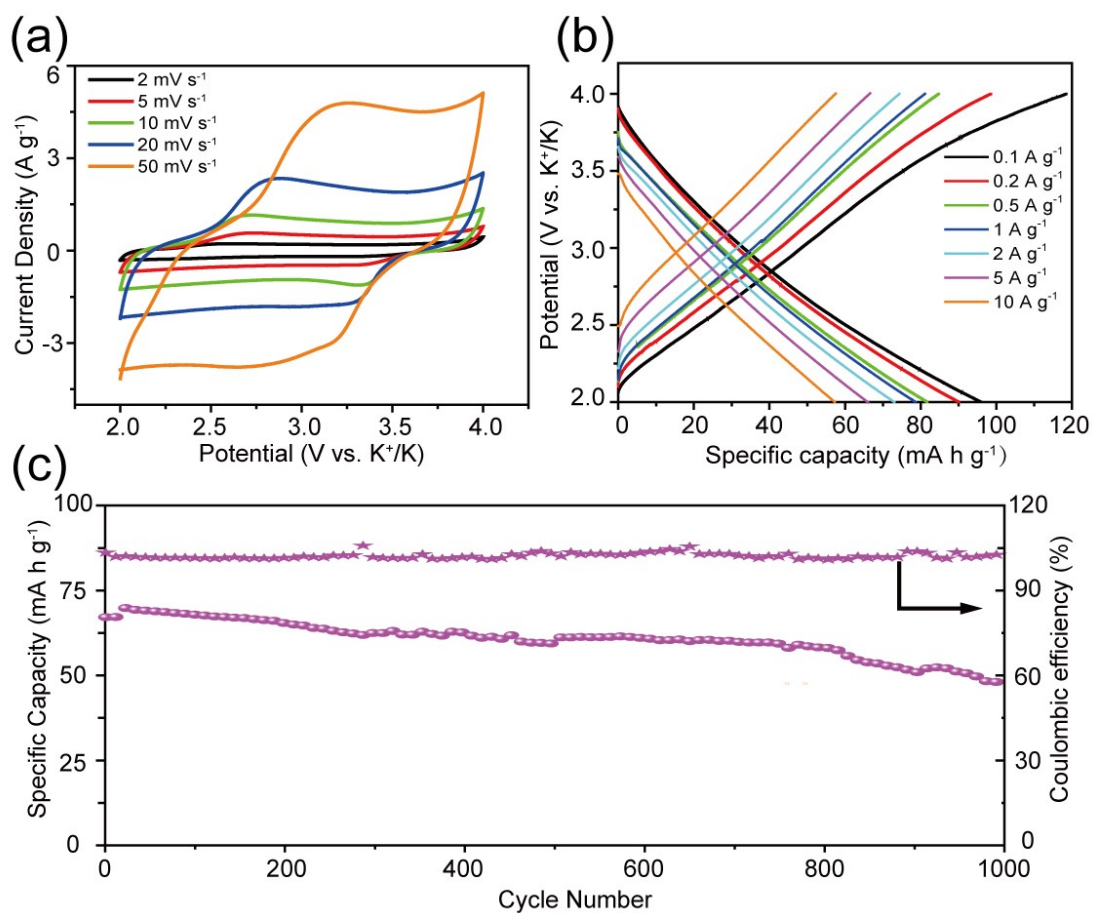 (a)
6
3
0
-3
Current Density (A g⁻¹)
2 mV s⁻¹
5 mV s⁻¹
10 mV s⁻¹
20 mV s⁻¹
50 mV s⁻¹
2.0 2.5 3.0 3.5 4.0
Potential (V vs. K⁺/K)
(b)
4.0
3.5
3.0
2.5
2.0
Potential (V vs. K⁺/K)
0.1 A g⁻¹
0.2 A g⁻¹
0.5 A g⁻¹
1 A g⁻¹
2 A g⁻¹
5 A g⁻¹
10 A g⁻¹
0 20 40 60 80 100 120
Specific capacity (mA h g⁻¹)
(c)
100
75
50
25
0
Specific Capacity (mA h g⁻¹)
120
90
60
30
0
Coulombic efficiency (%)
0 200 400 600 800 1000
Cycle Number